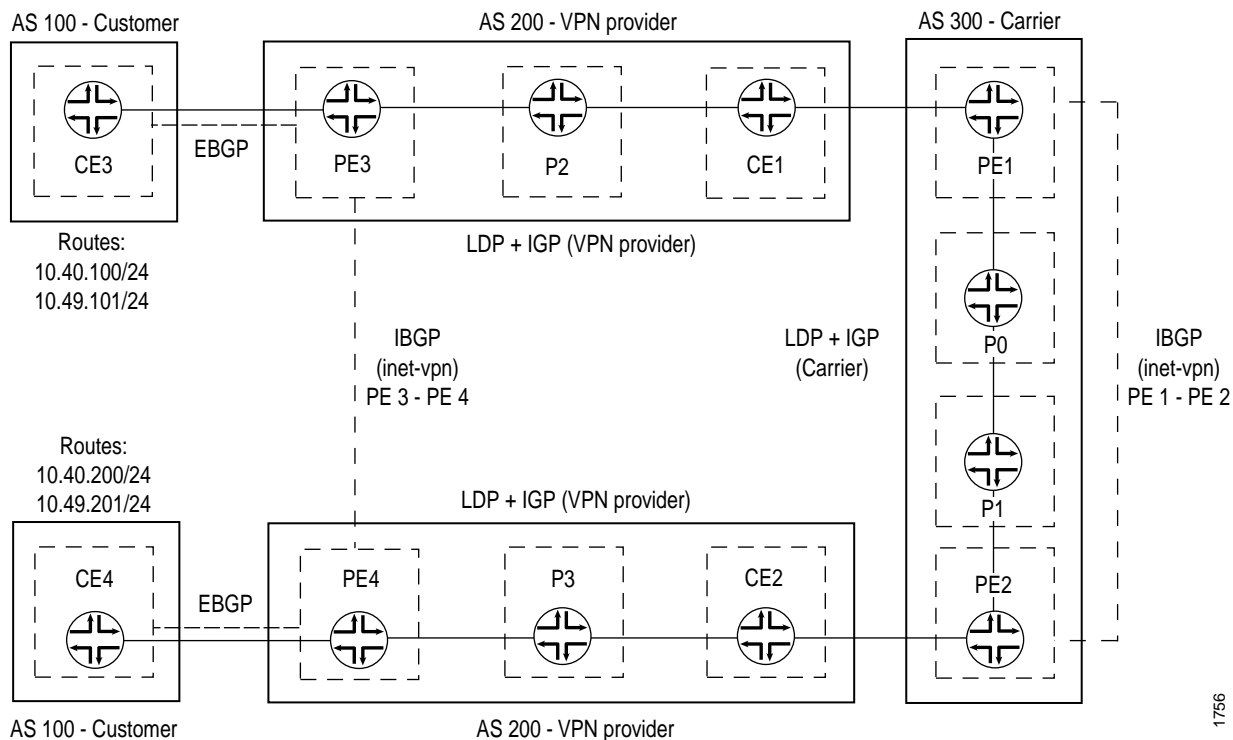 AS 100 - Customer
AS 200 - VPN provider
AS 300 - Carrier
CE3
EBGP
PE3
P2
CE1
PE1
Routes:
10.40.100/24
10.49.101/24
LDP + IGP (VPN provider)
P0
IBGP
(inet-vpn)
PE 3 - PE 4
LDP + IGP
(Carrier)
IBGP
(inet-vpn)
PE 1 - PE 2
Routes:
10.40.200/24
10.49.201/24
LDP + IGP (VPN provider)
P1
CE4
EBGP
PE4
P3
CE2
PE2
AS 100 - Customer
AS 200 - VPN provider
1756